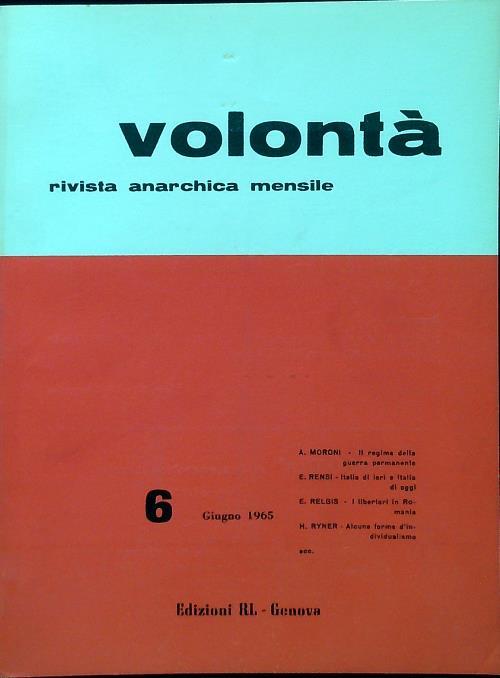 volontà
rivista anarchica mensile
A. MORONI - Il regime della
guerra permanente
E. RENSI - Italia di ieri e Italia
di oggi
E. RELGIS - I libertari in Ro-
mania
H. RYNER - Alcune forme d'in-
dividualismo
ecc.
6 Giugno 1965
Edizioni RL - Genova